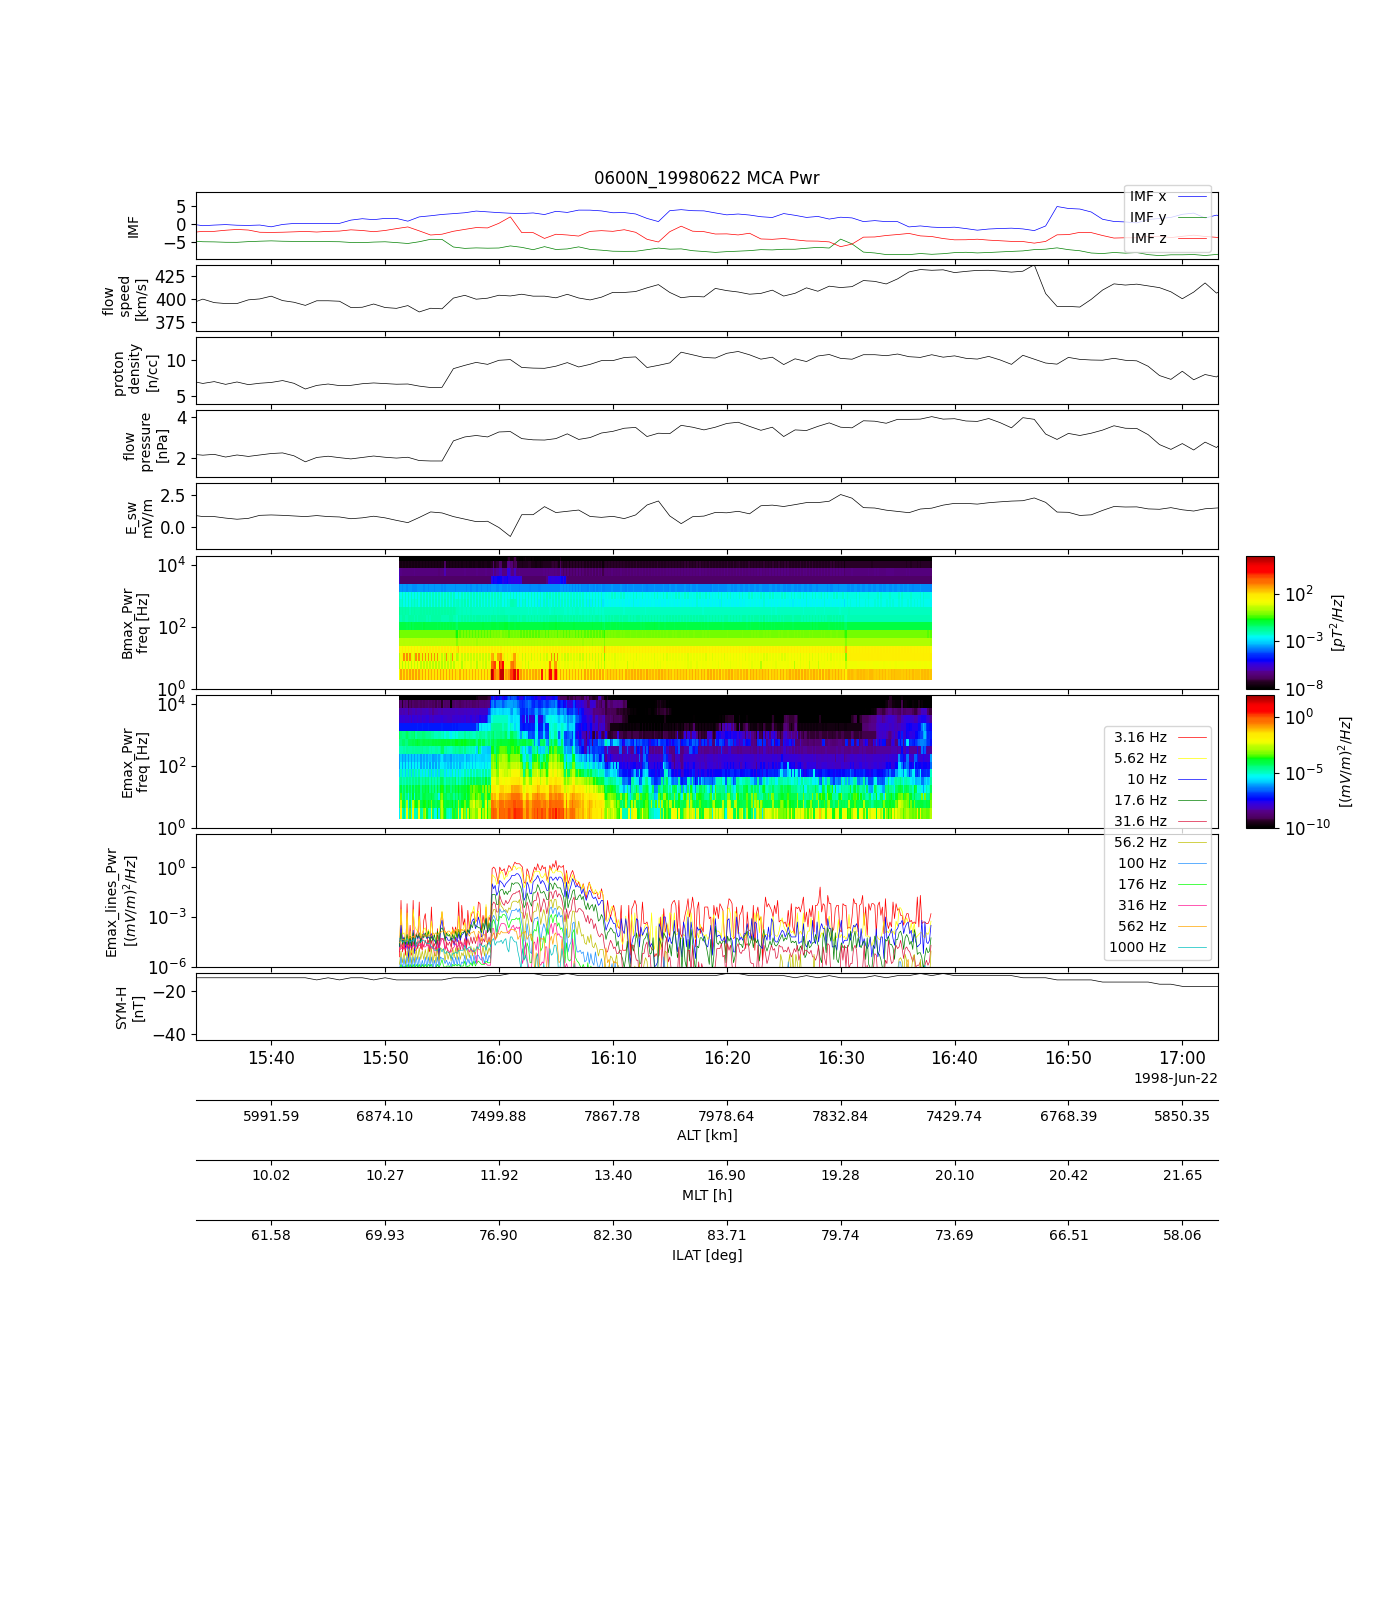 0600N_19980622 MCA Pwr
IMF
5
0
−5
IMF x
IMF y
IMF z
flow
speed
[km/s]
425
400
375
proton
density
[n/cc]
10
5
flow
pressure
[nPa]
4
2
E_sw
mV/m
2.5
0.0
Bmax_Pwr
freq [Hz]
10^4
10^2
10^0
10^2
10^−3
10^−8
[pT^2/Hz]
Emax_Pwr
freq [Hz]
10^4
10^2
10^0
10^0
10^−5
10^−10
[(mV/m)^2/Hz]
3.16 Hz
5.62 Hz
10 Hz
17.6 Hz
31.6 Hz
56.2 Hz
100 Hz
176 Hz
316 Hz
562 Hz
1000 Hz
Emax_lines_Pwr
[(mV/m)^2/Hz]
10^0
10^−3
10^−6
SYM-H
[nT]
−20
−40
15:40 15:50 16:00 16:10 16:20 16:30 16:40 16:50 17:00
1998-Jun-22
5991.59 6874.10 7499.88 7867.78 7978.64 7832.84 7429.74 6768.39 5850.35
ALT [km]
10.02 10.27 11.92 13.40 16.90 19.28 20.10 20.42 21.65
MLT [h]
61.58 69.93 76.90 82.30 83.71 79.74 73.69 66.51 58.06
ILAT [deg]